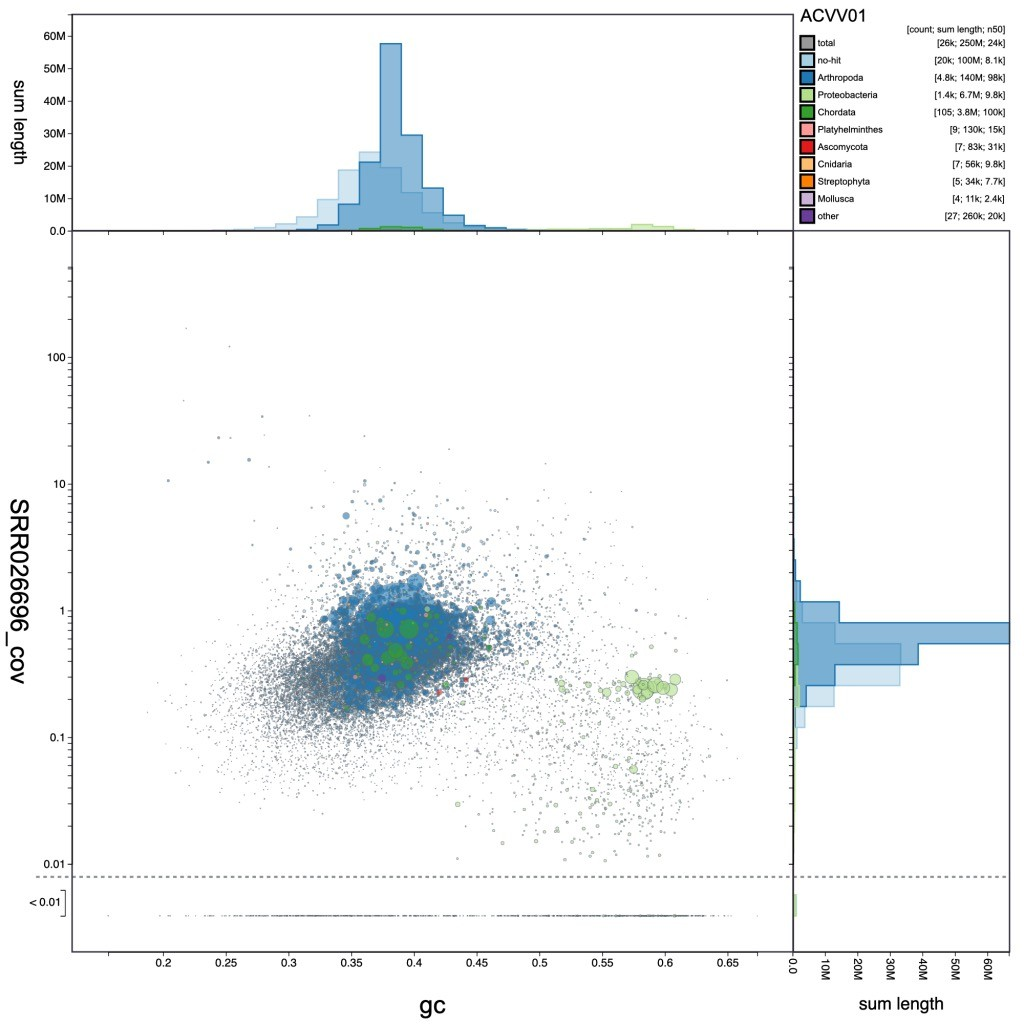 ACVV01
[count; sum length; n50]
total [26k; 250M; 24k]
no-hit [20k; 100M; 8.1k]
Arthropoda [4.8k; 140M; 98k]
Proteobacteria [1.4k; 6.7M; 9.8k]
Chordata [105; 3.8M; 100k]
Platyhelminthes [9; 130k; 15k]
Ascomycota [7; 83k; 31k]
Cnidaria [7; 56k; 9.8k]
Streptophyta [5; 34k; 7.7k]
Mollusca [4; 11k; 2.4k]
other [27; 260k; 20k]
sum length
60M
50M
40M
30M
20M
10M
0.0
SRR026696_cov
100
10
1
0.1
0.01
< 0.01
0.2 0.25 0.3 0.35 0.4 0.45 0.5 0.55 0.6 0.65
gc
0.0 10M 20M 30M 40M 50M 60M
sum length